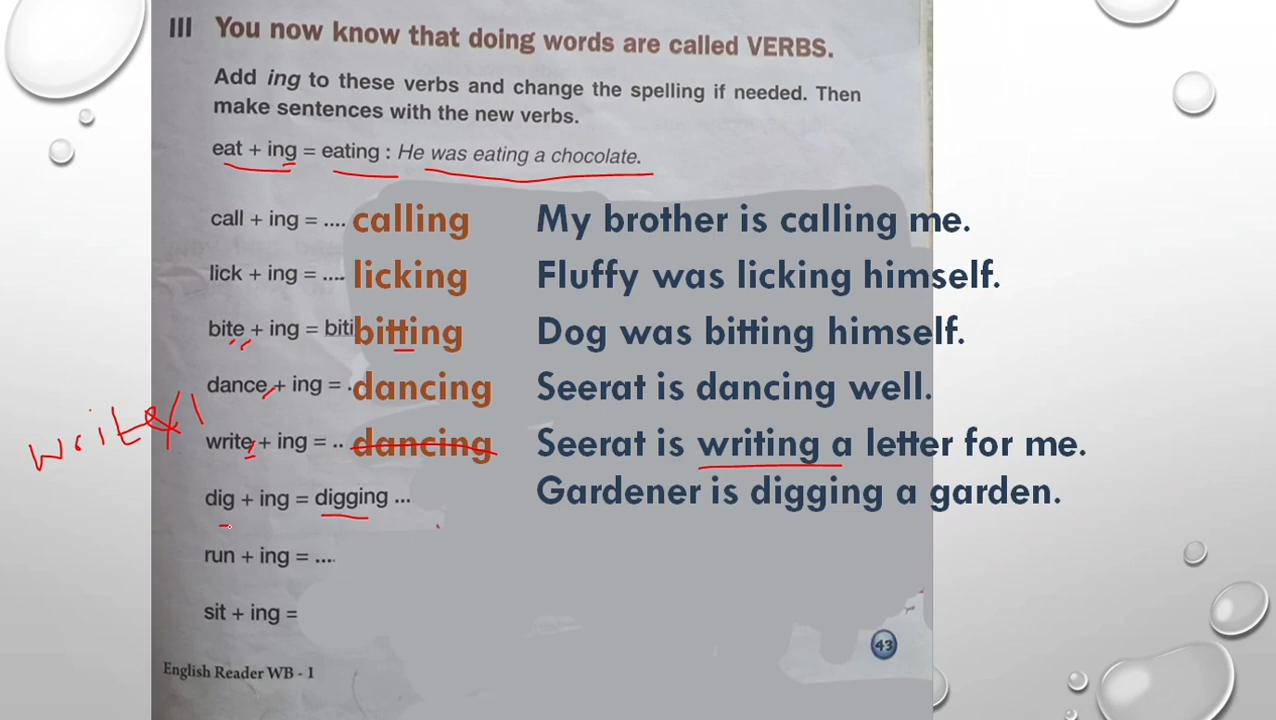 III You now know that doing words are called VERBS.
Add ing to these verbs and change the spelling if needed. Then
make sentences with the new verbs.
eat + ing = eating : He was eating a chocolate.
call + ing = .... calling My brother is calling me.
lick + ing = .... licking Fluffy was licking himself.
bite + ing = biti bitting Dog was bitting himself.
dance + ing = . dancing Seerat is dancing well.
write
write + ing = .. dancing Seerat is writing a letter for me.
dig + ing = digging ... Gardener is digging a garden.
run + ing = ....
sit + ing =
43
English Reader WB - 1